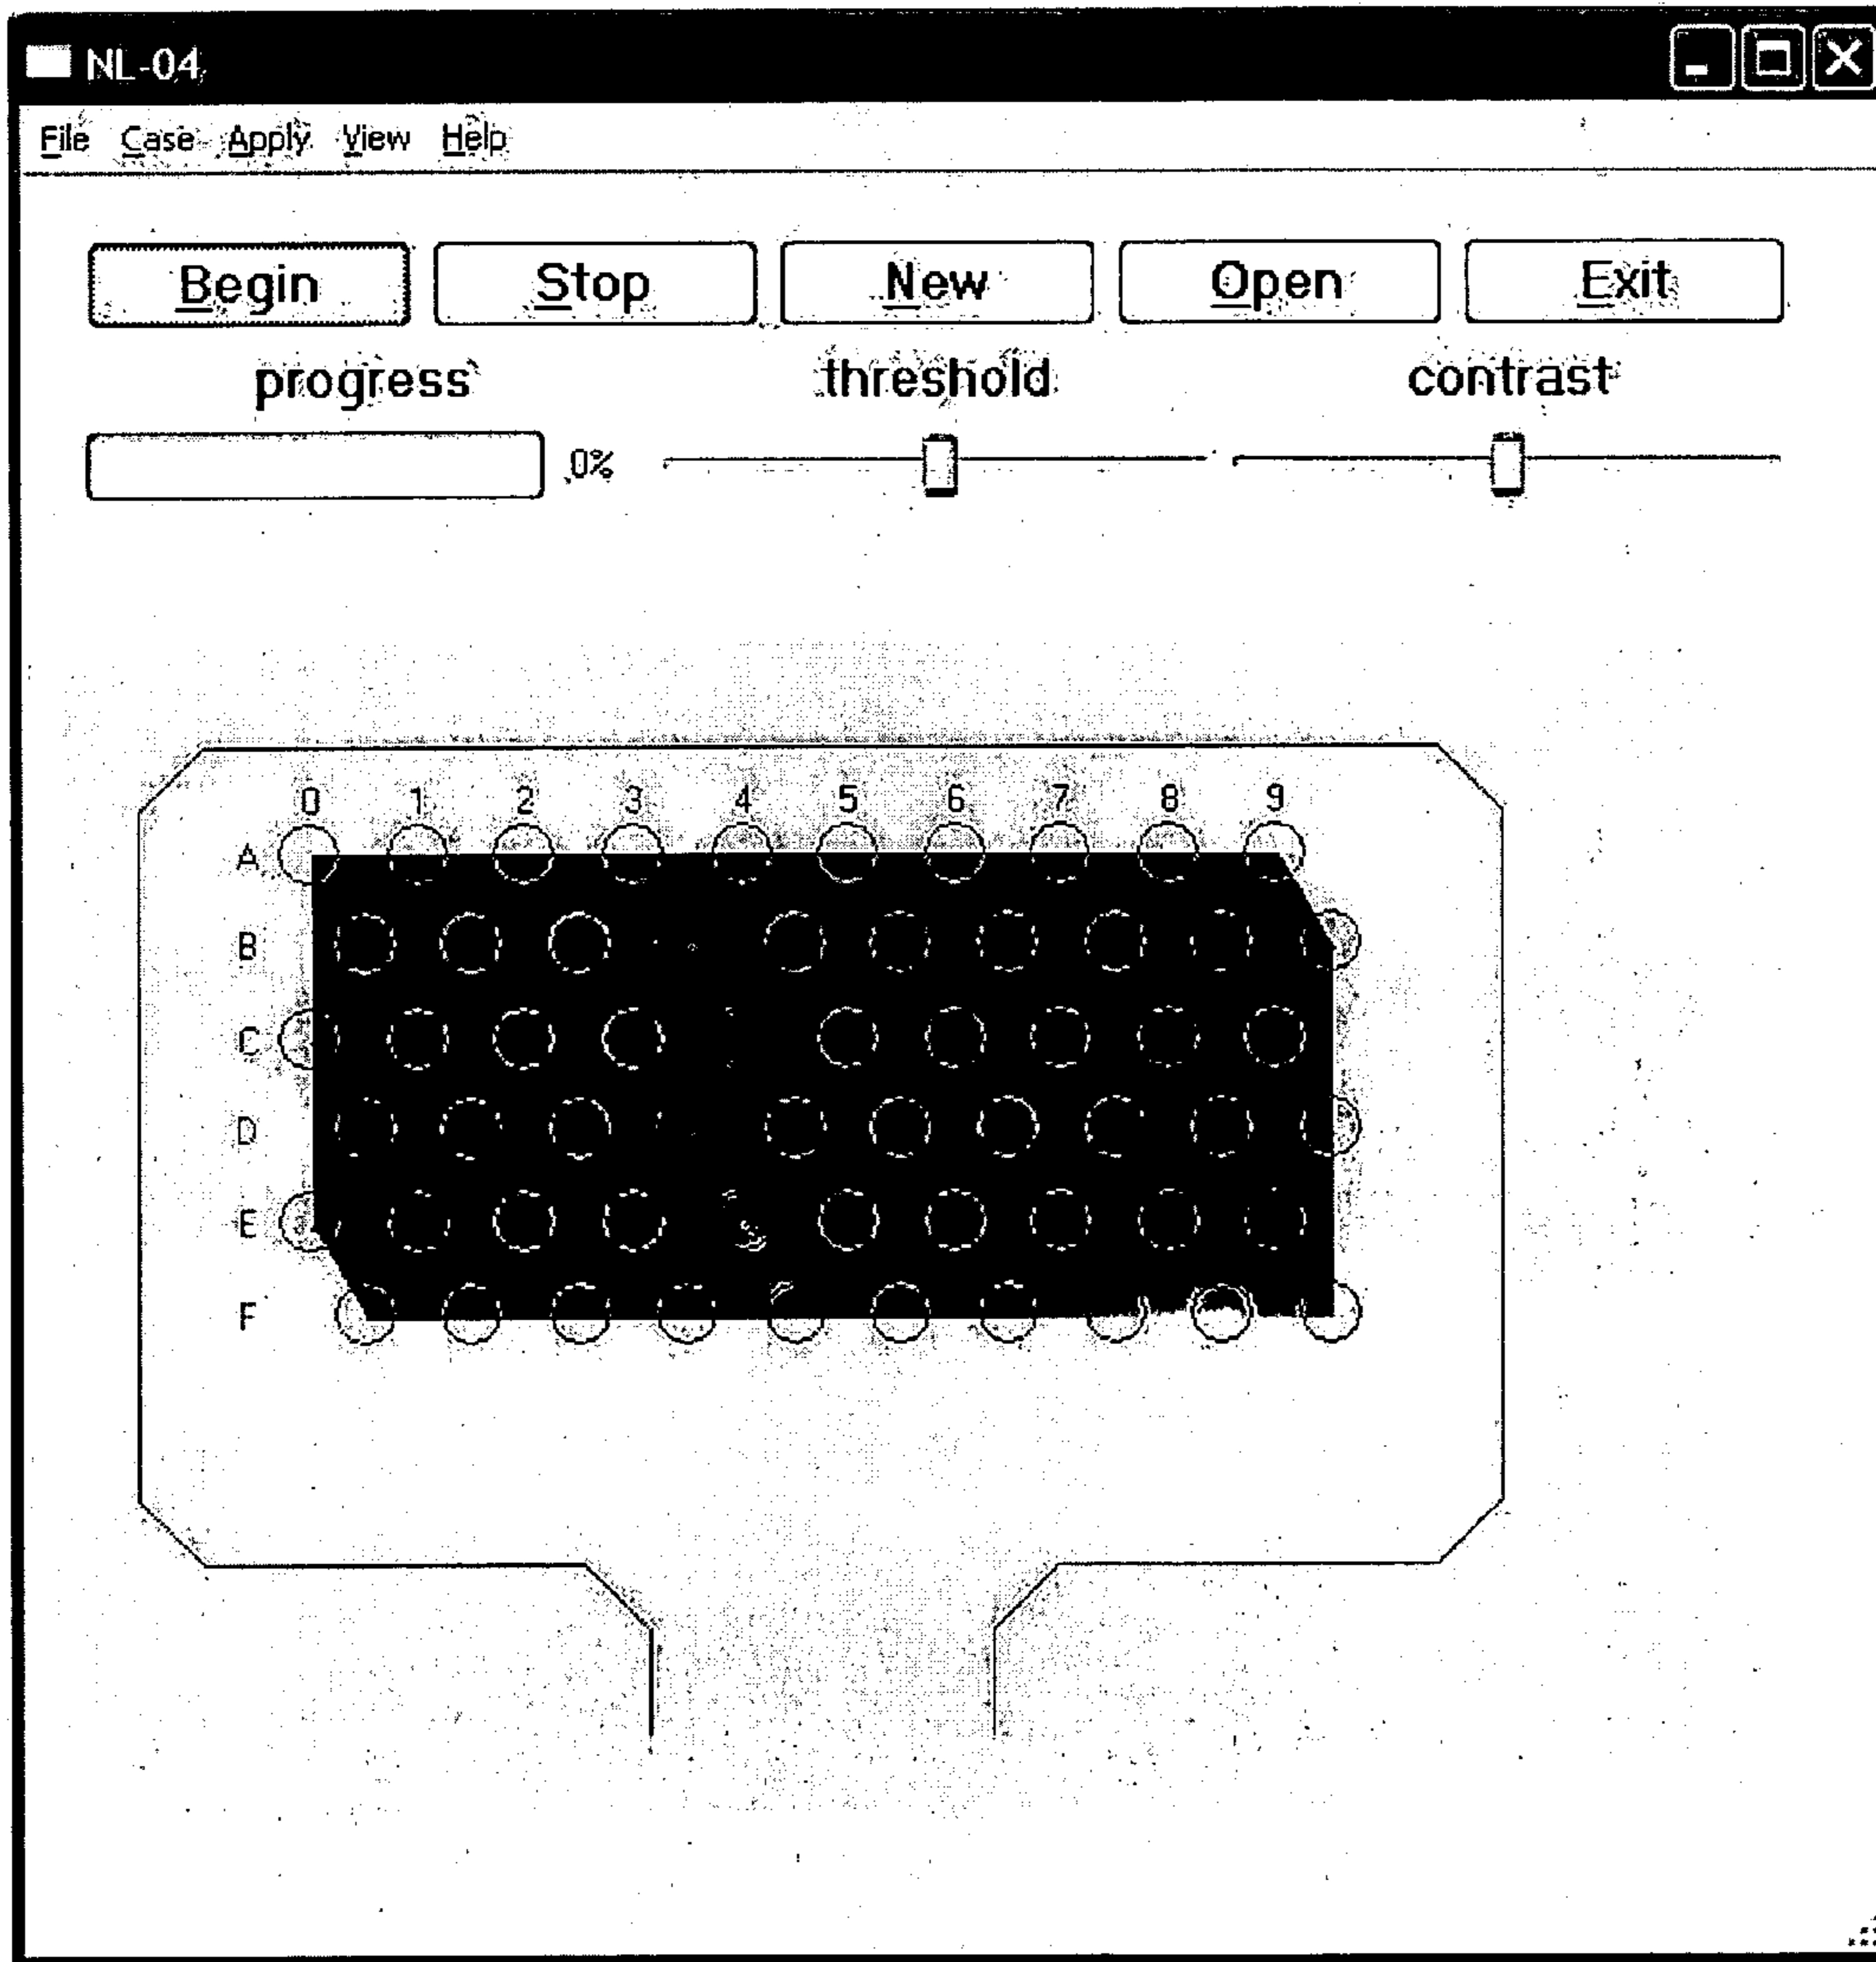 NL-04
File Case Apply View Help
Begin Stop New Open Exit
progress threshold contrast
0%
0 1 2 3 4 5 6 7 8 9
A
B
C
D
E
F